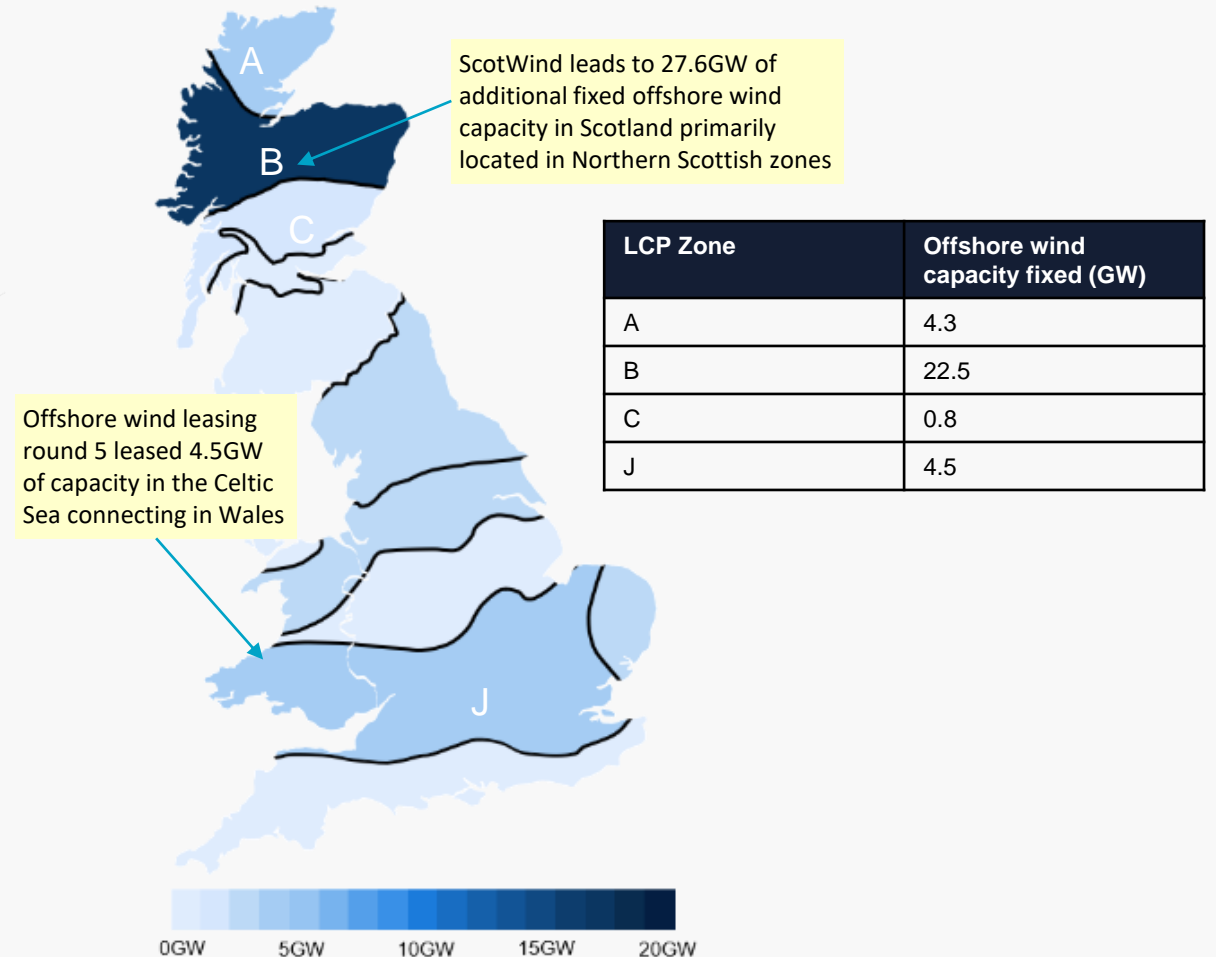 A
ScotWind leads to 27.6GW of
additional fixed offshore wind
capacity in Scotland primarily
located in Northern Scottish zones
B
C
LCP Zone Offshore wind
capacity fixed (GW)
A 4.3
B 22.5
C 0.8
J 4.5
Offshore wind leasing
round 5 leased 4.5GW
of capacity in the Celtic
Sea connecting in Wales
J
0GW 5GW 10GW 15GW 20GW